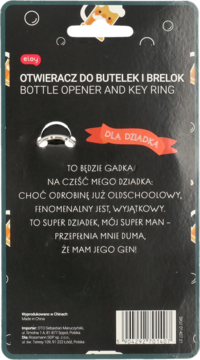 eloy
OTWIERACZ DO BUTELEK I BRELOK
BOTTLE OPENER AND KEY RING
DLA DZIADKA
TO BĘDZIE GADKA
NA CZEŚĆ MEGO DZIADKA:
CHOĆ ODROBINĘ JUŻ OLDSCHOOLOWY,
FENOMENALNY JEST, WYJĄTKOWY.
TO SUPER DZIADEK, MÓJ SUPER MAN –
PRZEPEŁNIA MNIE DUMA,
ŻE MAM JEGO GEN!
Wyprodukowano w Chinach
Made in China